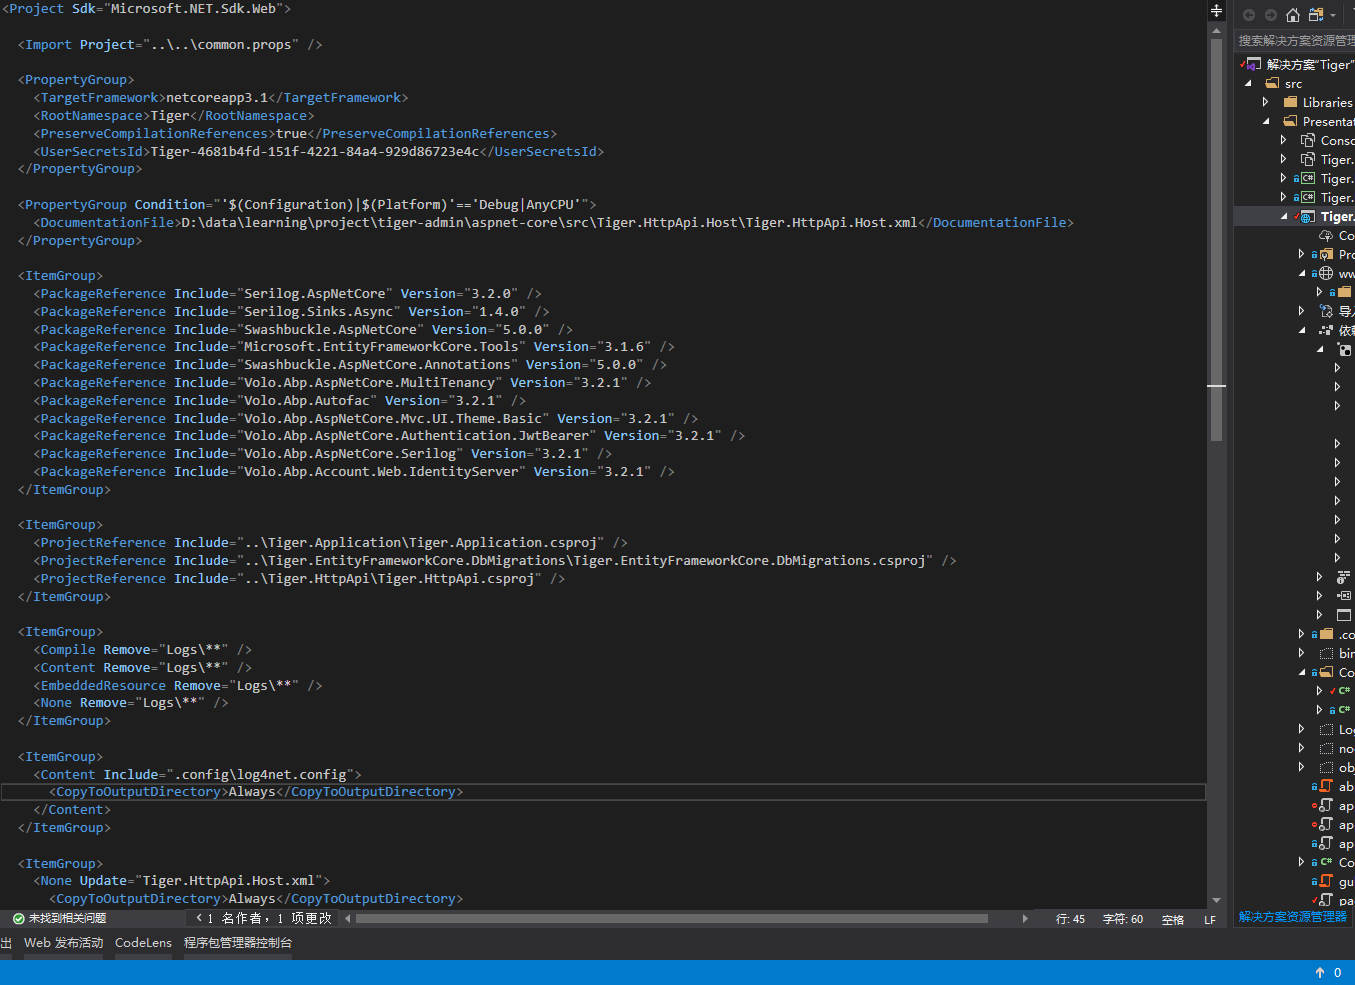 <Project Sdk="Microsoft.NET.Sdk.Web">
<Import Project="..\..\common.props" />
<PropertyGroup>
<TargetFramework>netcoreapp3.1</TargetFramework>
<RootNamespace>Tiger</RootNamespace>
<PreserveCompilationReferences>true</PreserveCompilationReferences>
<UserSecretsId>Tiger-4681b4fd-151f-4221-84a4-929d86723e4c</UserSecretsId>
</PropertyGroup>
<PropertyGroup Condition="'$(Configuration)|$(Platform)'=='Debug|AnyCPU'">
<DocumentationFile>D:\data\learning\project\tiger-admin\aspnet-core\src\Tiger.HttpApi.Host\Tiger.HttpApi.Host.xml</DocumentationFile>
</PropertyGroup>
<ItemGroup>
<PackageReference Include="Serilog.AspNetCore" Version="3.2.0" />
<PackageReference Include="Serilog.Sinks.Async" Version="1.4.0" />
<PackageReference Include="Swashbuckle.AspNetCore" Version="5.0.0" />
<PackageReference Include="Microsoft.EntityFrameworkCore.Tools" Version="3.1.6" />
<PackageReference Include="Swashbuckle.AspNetCore.Annotations" Version="5.0.0" />
<PackageReference Include="Volo.Abp.AspNetCore.MultiTenancy" Version="3.2.1" />
<PackageReference Include="Volo.Abp.Autofac" Version="3.2.1" />
<PackageReference Include="Volo.Abp.AspNetCore.Mvc.UI.Theme.Basic" Version="3.2.1" />
<PackageReference Include="Volo.Abp.AspNetCore.Authentication.JwtBearer" Version="3.2.1" />
<PackageReference Include="Volo.Abp.AspNetCore.Serilog" Version="3.2.1" />
<PackageReference Include="Volo.Abp.Account.Web.IdentityServer" Version="3.2.1" />
</ItemGroup>
<ItemGroup>
<ProjectReference Include="..\Tiger.Application\Tiger.Application.csproj" />
<ProjectReference Include="..\Tiger.EntityFrameworkCore.DbMigrations\Tiger.EntityFrameworkCore.DbMigrations.csproj" />
<ProjectReference Include="..\Tiger.HttpApi\Tiger.HttpApi.csproj" />
</ItemGroup>
<ItemGroup>
<Compile Remove="Logs\**" />
<Content Remove="Logs\**" />
<EmbeddedResource Remove="Logs\**" />
<None Remove="Logs\**" />
</ItemGroup>
<ItemGroup>
<Content Include=".config\log4net.config">
<CopyToOutputDirectory>Always</CopyToOutputDirectory>
</Content>
</ItemGroup>
<ItemGroup>
<None Update="Tiger.HttpApi.Host.xml">
<CopyToOutputDirectory>Always</CopyToOutputDirectory>
未找到相关问题
1 名作者，1 项更改
行: 45 字符: 60 空格 LF
出 Web 发布活动 CodeLens 程序包管理器控制台
0
搜索解决方案资源管理
解决方案"Tiger"
src
Libraries
Presentat
Conso
Tiger.
Tiger.
Tiger.
Tiger.
Co
Pro
ww
导入
依赖
.co
bin
Co
C#
C#
Log
no
obj
ab
ap
ap
ap
Co
gu
pa
解决方案资源管理器